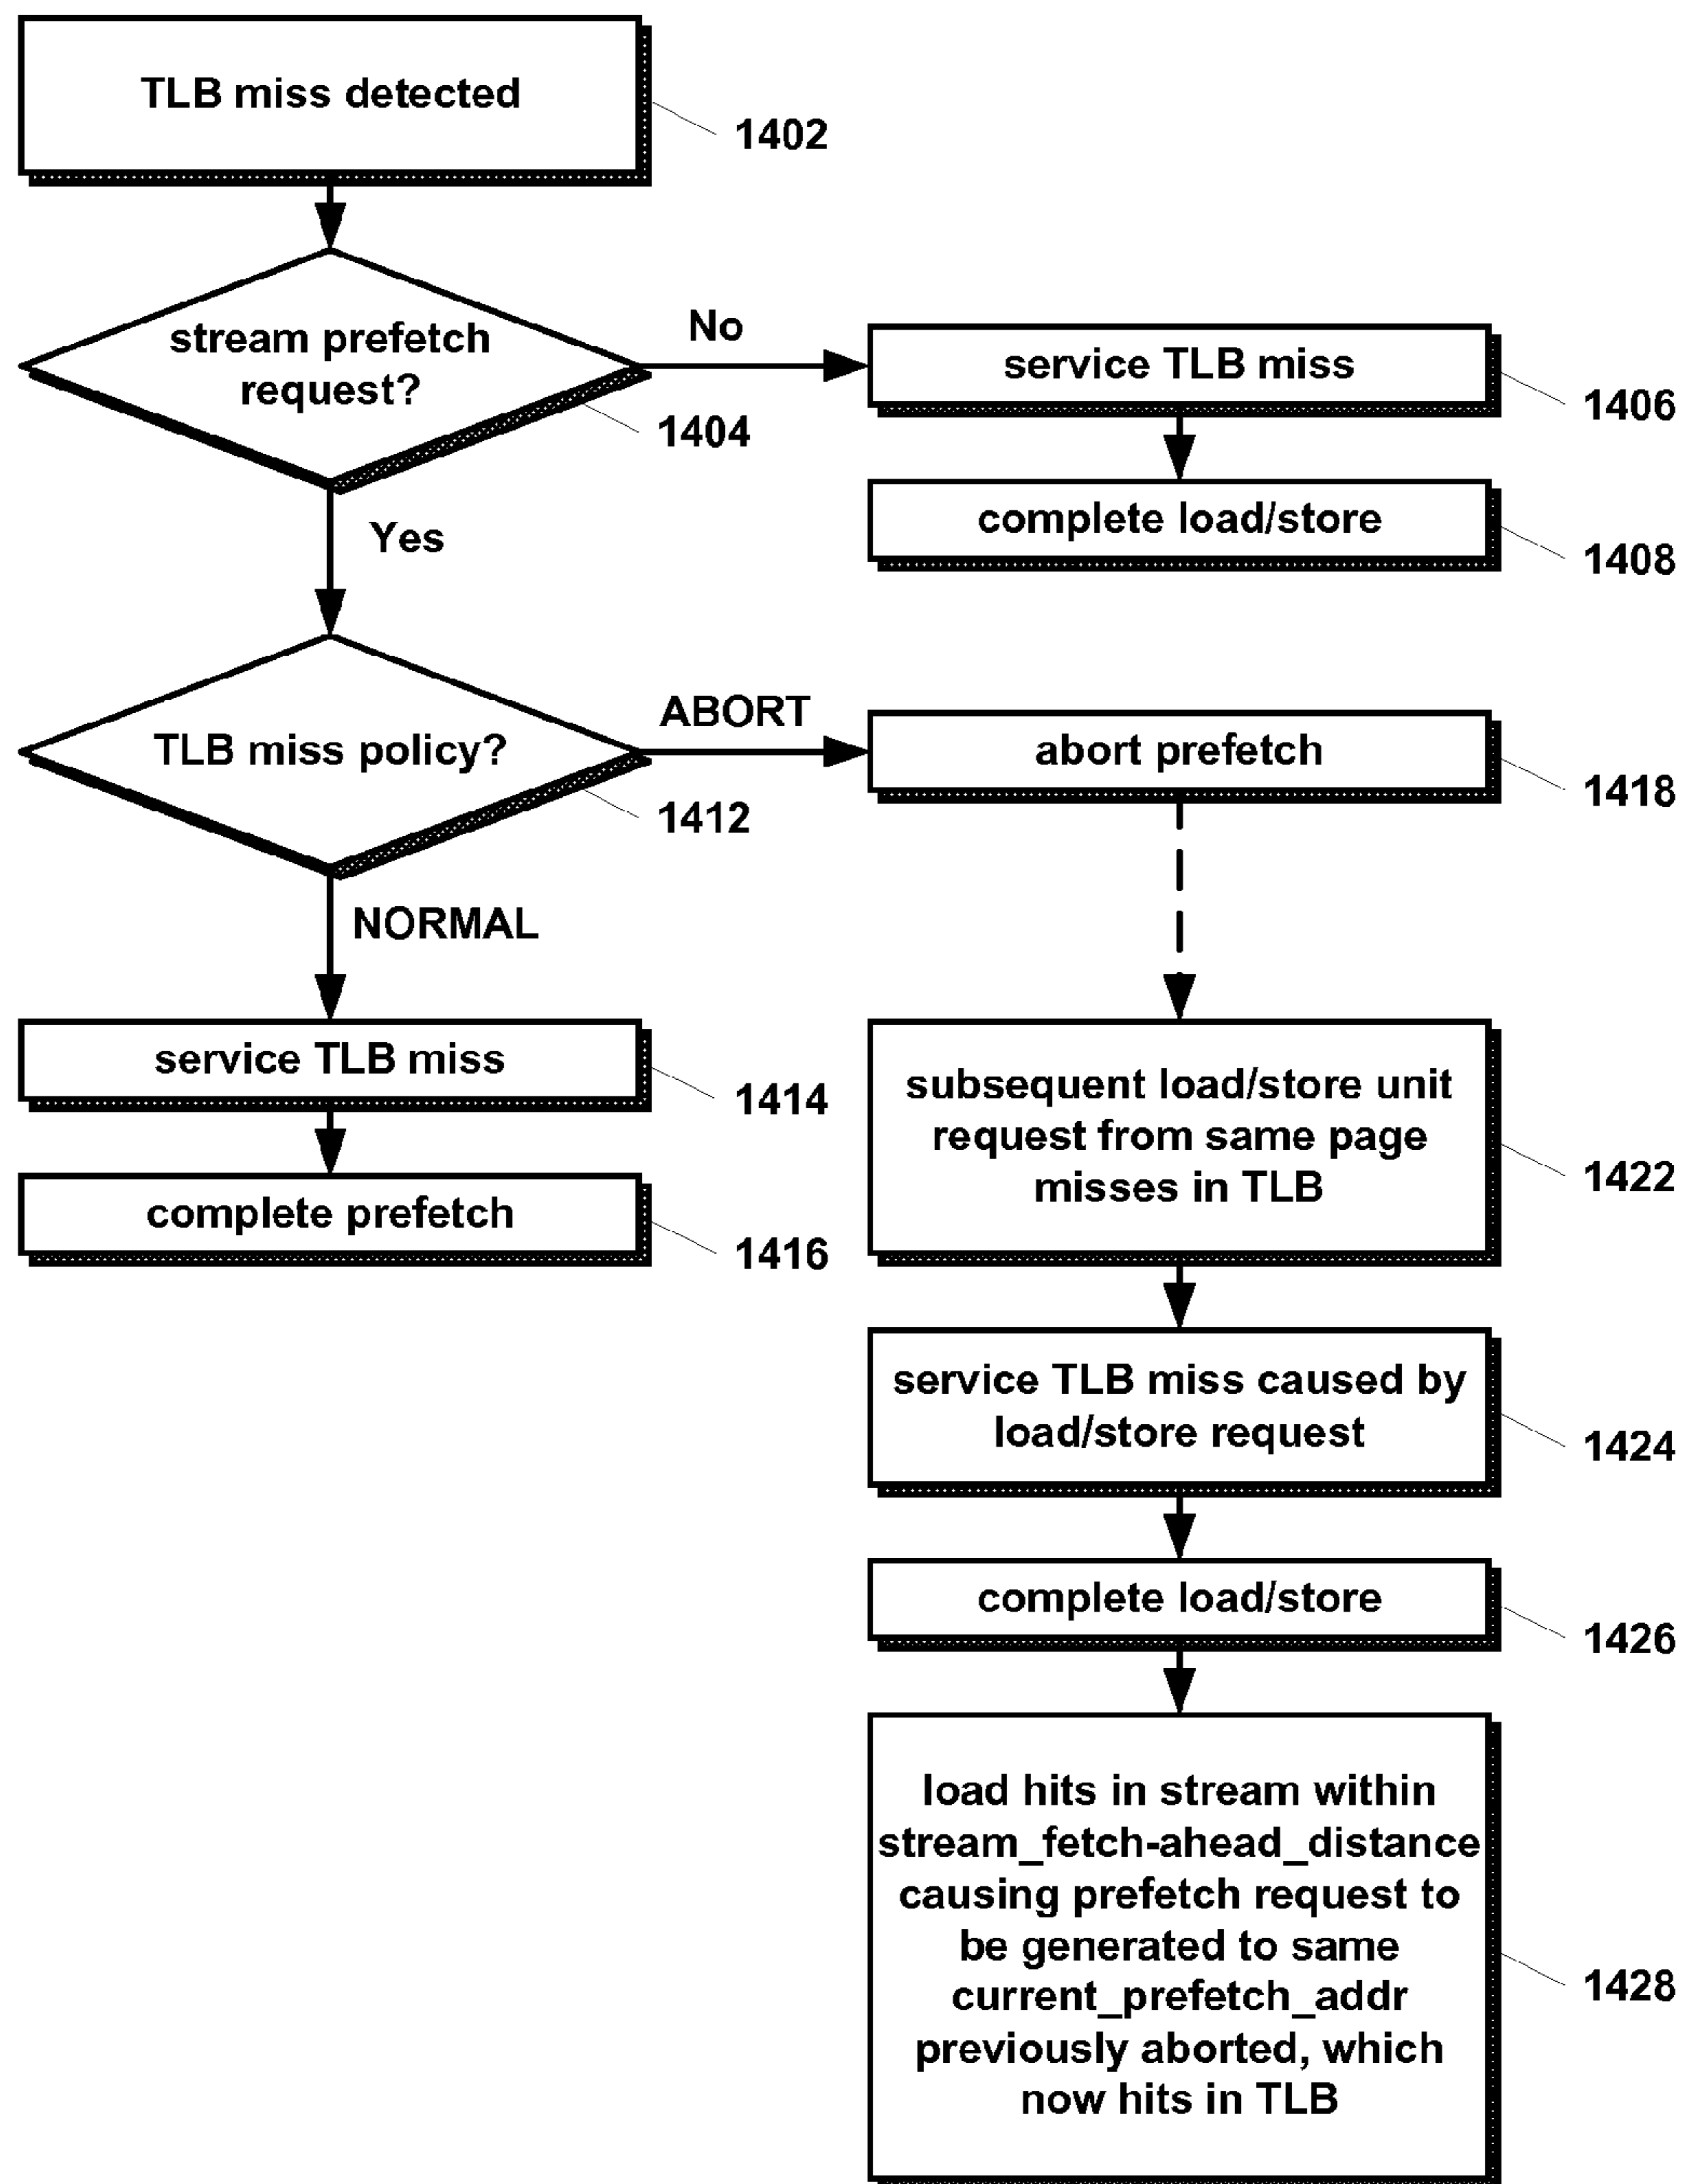 TLB miss detected
1402
stream prefetch
request?
1404
No
service TLB miss
1406
complete load/store
1408
Yes
TLB miss policy?
1412
ABORT
abort prefetch
1418
NORMAL
service TLB miss
1414
complete prefetch
1416
subsequent load/store unit
request from same page
misses in TLB
1422
service TLB miss caused by
load/store request
1424
complete load/store
1426
load hits in stream within
stream_fetch-ahead_distance
causing prefetch request to
be generated to same
current_prefetch_addr
previously aborted, which
now hits in TLB
1428